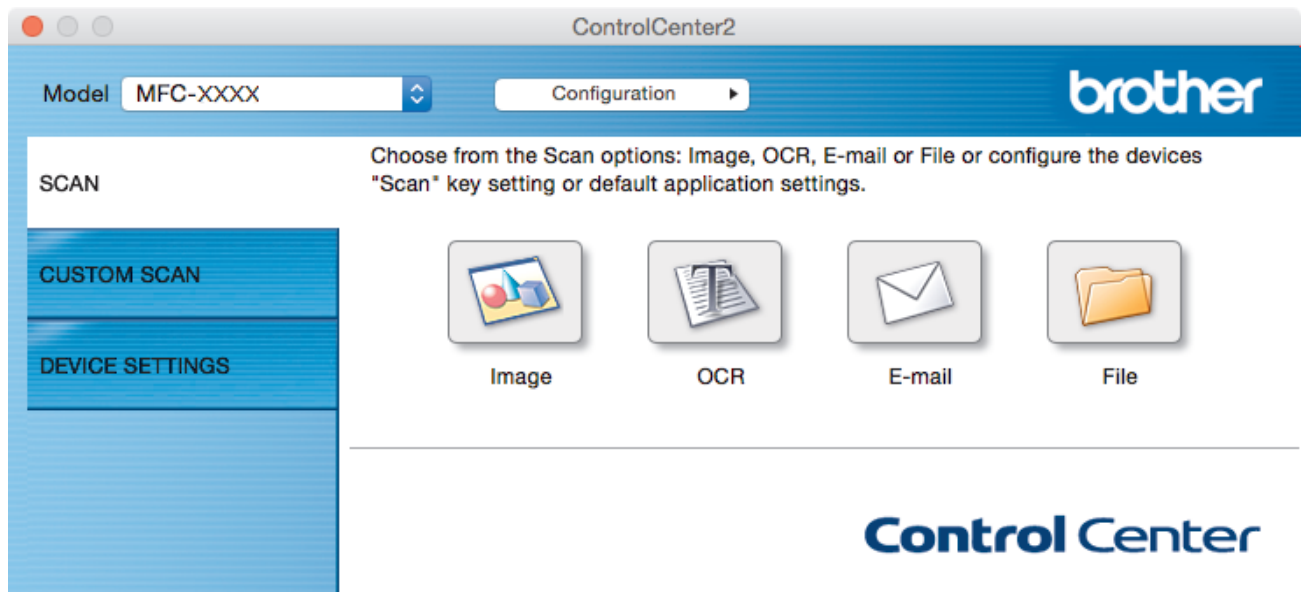 ControlCenter2
Model MFC-XXXX Configuration brother
SCAN
CUSTOM SCAN
DEVICE SETTINGS
Choose from the Scan options: Image, OCR, E-mail or File or configure the devices
"Scan" key setting or default application settings.
Image OCR E-mail File
Control Center